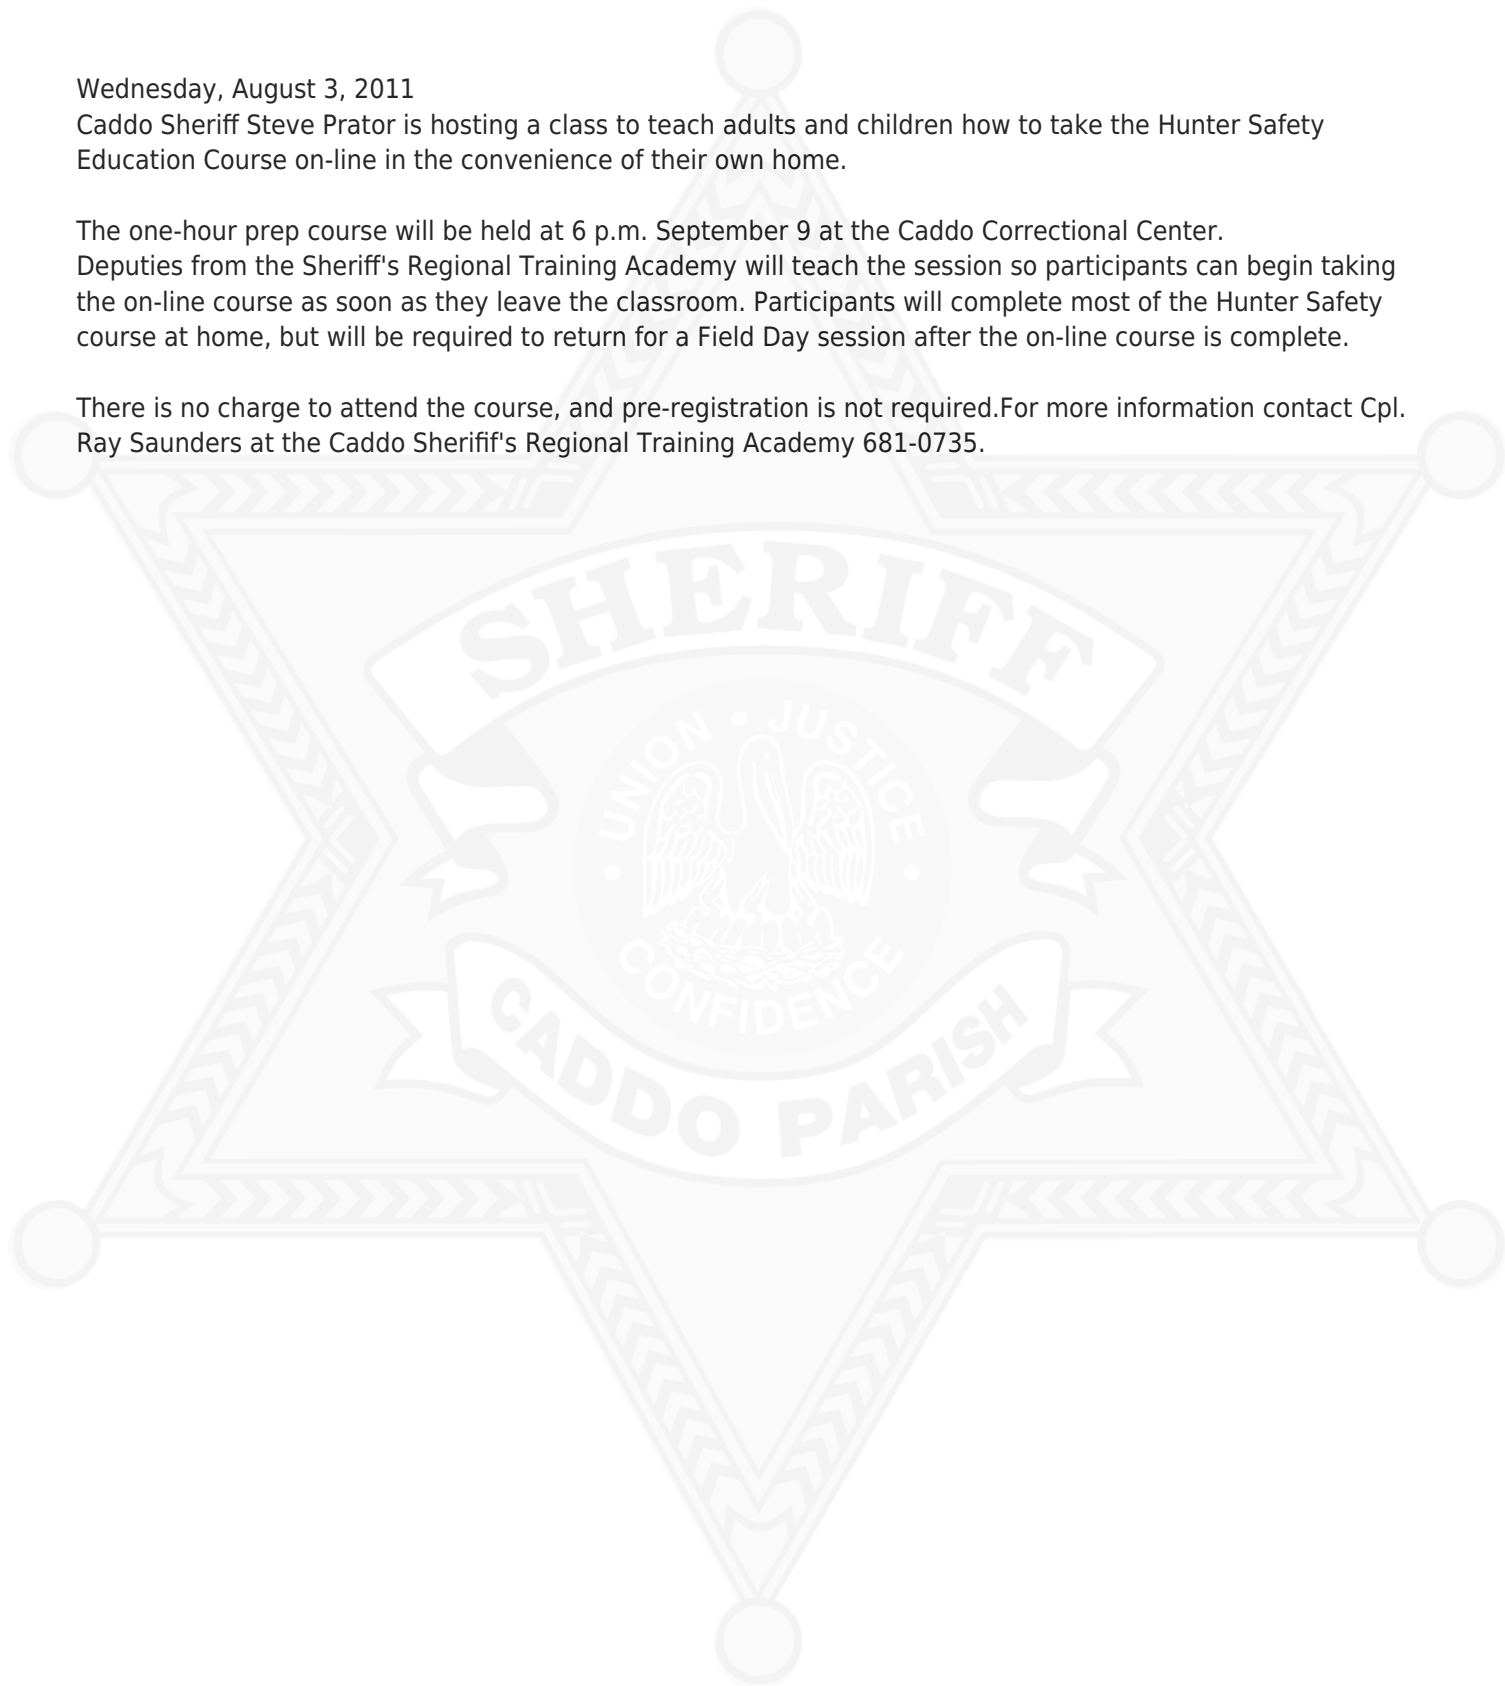 Wednesday, August 3, 2011
Caddo Sheriff Steve Prator is hosting a class to teach adults and children how to take the Hunter Safety
Education Course on-line in the convenience of their own home.
The one-hour prep course will be held at 6 p.m. September 9 at the Caddo Correctional Center.
Deputies from the Sheriff's Regional Training Academy will teach the session so participants can begin taking
the on-line course as soon as they leave the classroom. Participants will complete most of the Hunter Safety
course at home, but will be required to return for a Field Day session after the on-line course is complete.
There is no charge to attend the course, and pre-registration is not required.For more information contact Cpl.
Ray Saunders at the Caddo Sherifif's Regional Training Academy 681-0735.
SHERIFF
UNION • JUSTICE •
CONFIDENCE •
CADDO PARISH